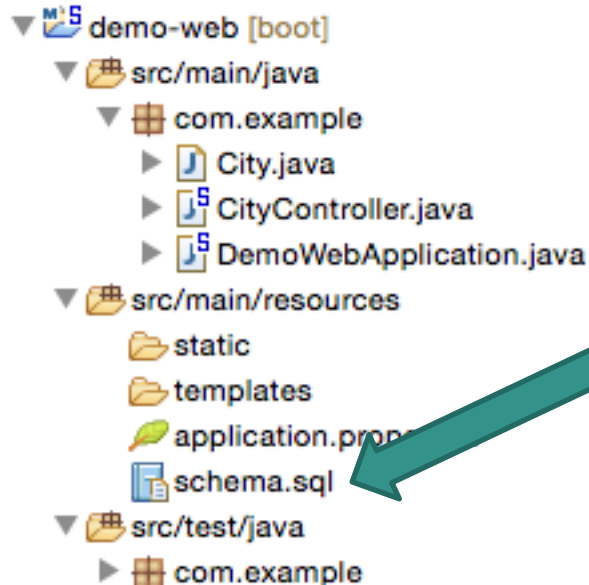 demo-web [boot]
src/main/java
com.example
City.java
CityController.java
DemoWebApplication.java
src/main/resources
static
templates
application.prope
schema.sql
src/test/java
com.example